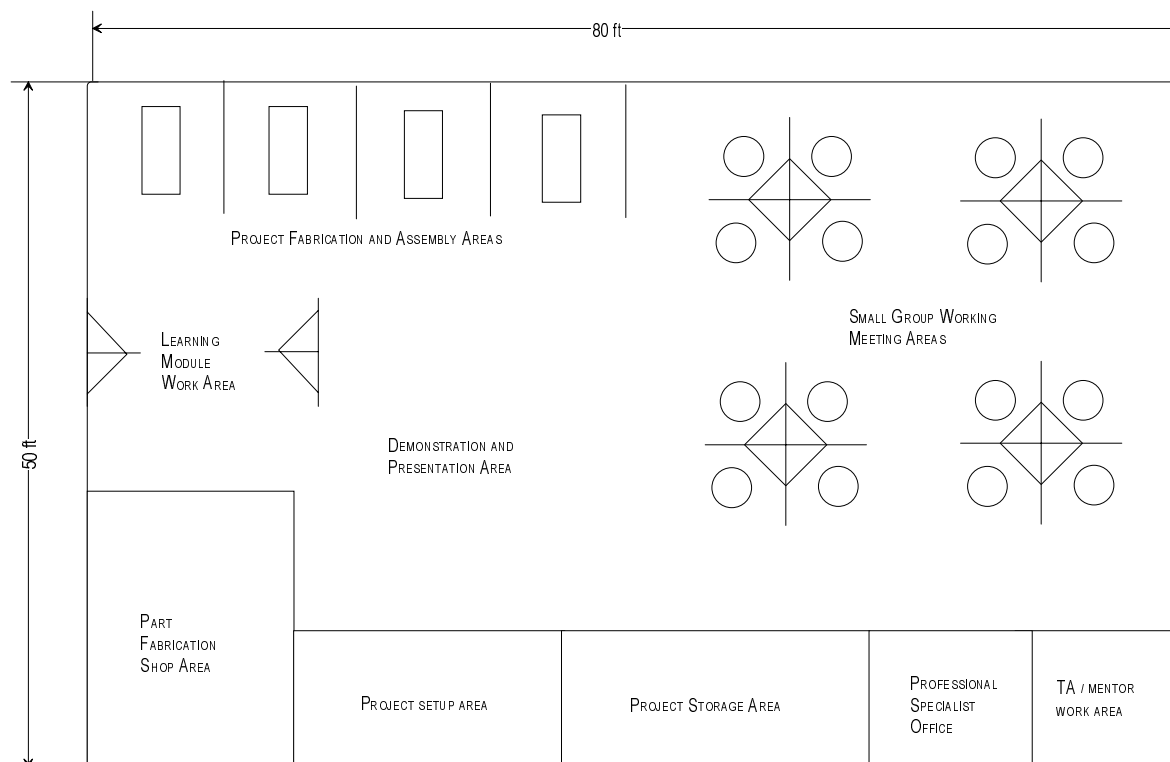 80 ft
PROJECT FABRICATION AND ASSEMBLY AREAS
SMALL GROUP WORKING
MEETING AREAS
LEARNING
MODULE
WORK AREA
50 ft
DEMONSTRATION AND
PRESENTATION AREA
PART
FABRICATION
SHOP AREA
PROJECT SETUP AREA
PROJECT STORAGE AREA
PROFESSIONAL
SPECIALIST
OFFICE
TA / MENTOR
WORK AREA